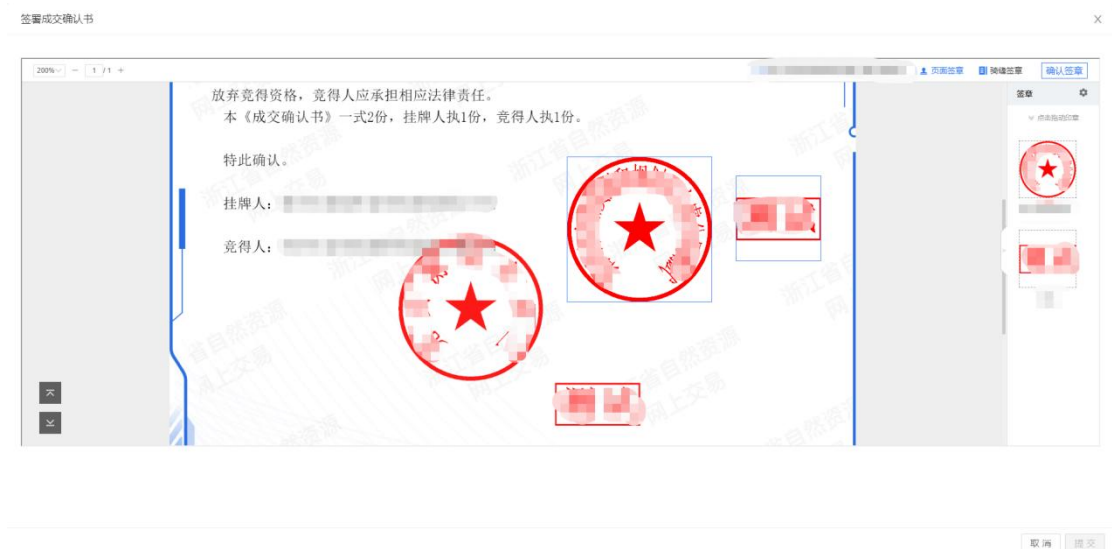 签署成交确认书
X
200%
1 / 1
页面签章
骑缝签章
确认签章
放弃竞得资格，竞得人应承担相应法律责任。
本《成交确认书》一式2份，挂牌人执1份，竞得人执1份。
特此确认。
挂牌人：
竞得人：
签章
点击拖动印章
浙江省自然资源
网上交易
取消
提交